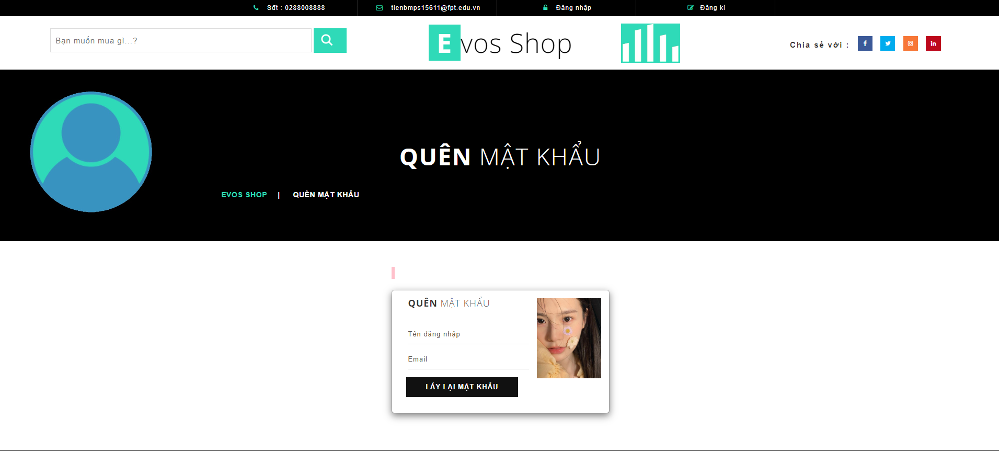 Sđt : 0288008888
tienbmps15611@fpt.edu.vn
Đăng nhập
Đăng kí
Bạn muốn mua gì...?
Evos Shop
Chia sẻ với :
QUÊN MẬT KHẨU
EVOS SHOP | QUÊN MẬT KHẨU
QUÊN MẬT KHẨU
Tên đăng nhập
Email
LẤY LẠI MẬT KHẨU